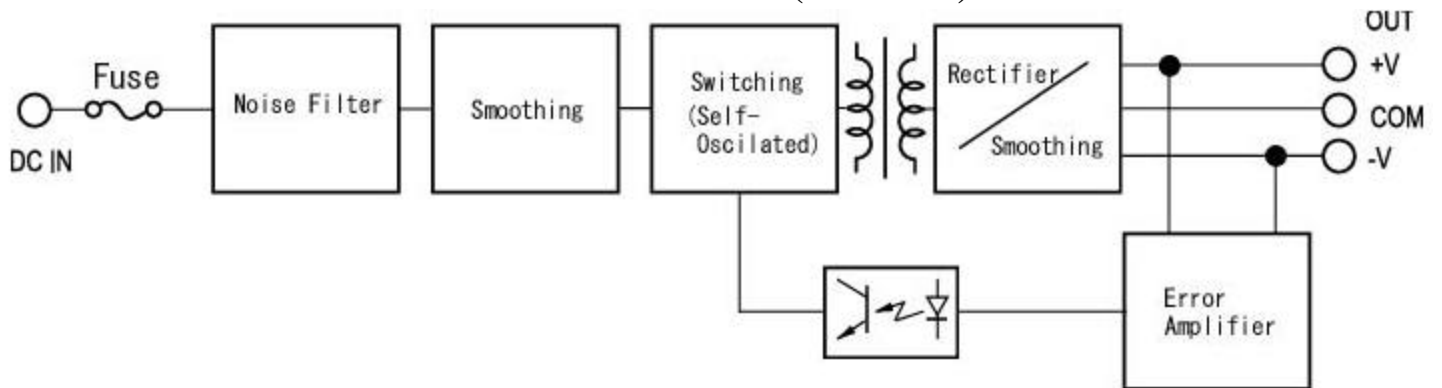 Fuse
DC IN
Noise Filter
Smoothing
Switching
(Self-
Oscilated)
Rectifier
Smoothing
OUT
+V
COM
-V
Error
Amplifier